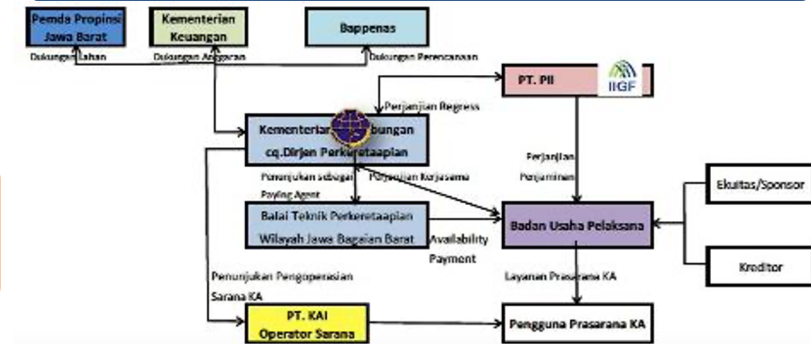 Pemda Propinsi
Jawa Barat
Kementerian
Keuangan
Bappenas
Dukungan Lahan
Dukungan Anggaran
Dukungan Perencanaan
PT. PII
IIGF
Perjanjian Regress
Kementerian bungan
cq.Dirjen Perkeretaapian
Perjanjian
Penjaminan
Penunjukan sebagai
Paying Agent
Perjanjian Kerjasama
Ekuitas/Sponsor
Balai Teknik Perkeretaapian
Wilayah Jawa Bagaian Barat
Availability
Payment
Badan Usaha Pelaksana
Kreditor
Penunjukan Pengoperasian
Sarana KA
Layanan Prasarana KA
PT. KAI
Operator Sarana
Pengguna Prasarana KA